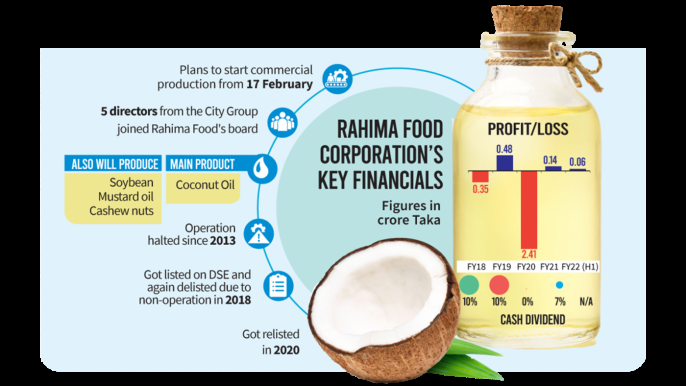 Plans to start commercial
production from 17 February
5 directors from the City Group
joined Rahima Food's board
ALSO WILL PRODUCE
Soybean
Mustard oil
Cashew nuts
MAIN PRODUCT
Coconut Oil
Operation
halted since 2013
Got listed on DSE and
again delisted due to
non-operation in 2018
Got relisted
in 2020
RAHIMA FOOD
CORPORATION'S
KEY FINANCIALS
Figures in
crore Taka
PROFIT/LOSS
0.35 0.48 2.41 0.14 0.06
FY18 FY19 FY20 FY21 FY22 (H1)
10% 10% 0% 7% N/A
CASH DIVIDEND